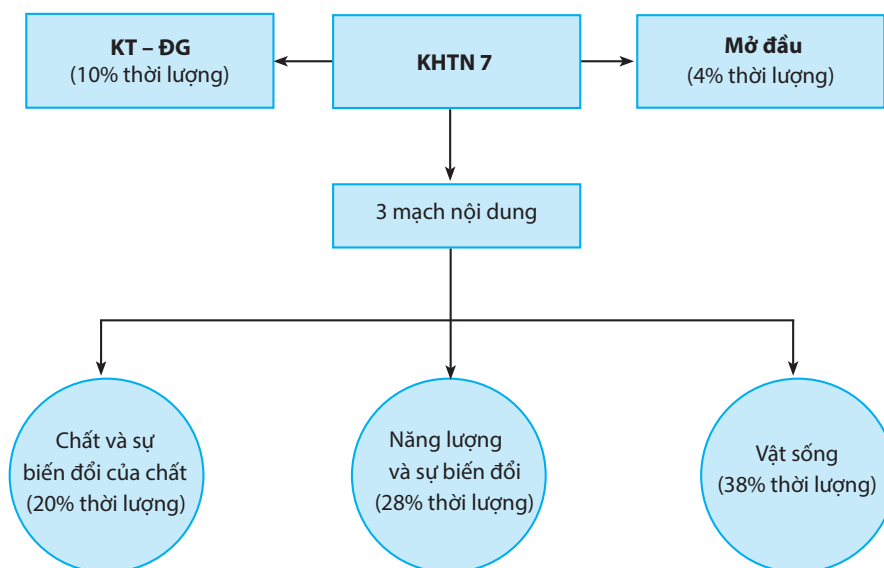 KT – ĐG
(10% thời lượng)
KHTN 7
Mở đầu
(4% thời lượng)
3 mạch nội dung
Chất và sự
biến đổi của chất
(20% thời lượng)
Năng lượng
và sự biến đổi
(28% thời lượng)
Vật sống
(38% thời lượng)